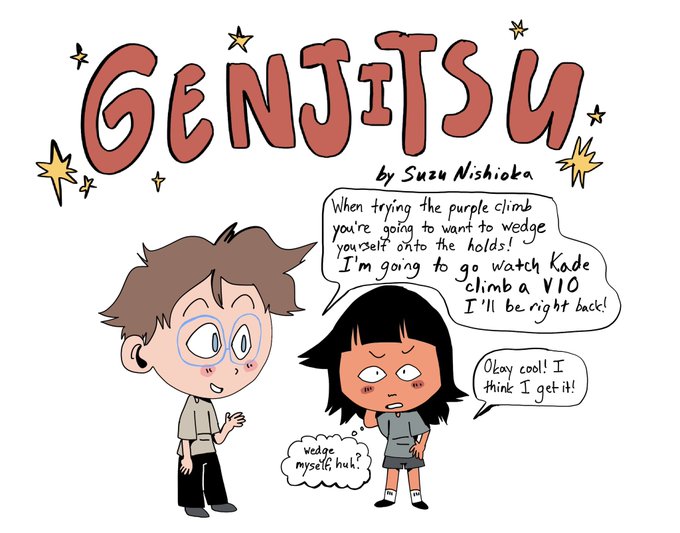 GENJITSU
by Suzu Nishioka
When trying the purple climb
you're going to want to wedge
yourself onto the holds!
I'm going to go watch Kade
climb a V10
I'll be right back!
Okay cool! I
think I get it!
wedge
myself, huh?